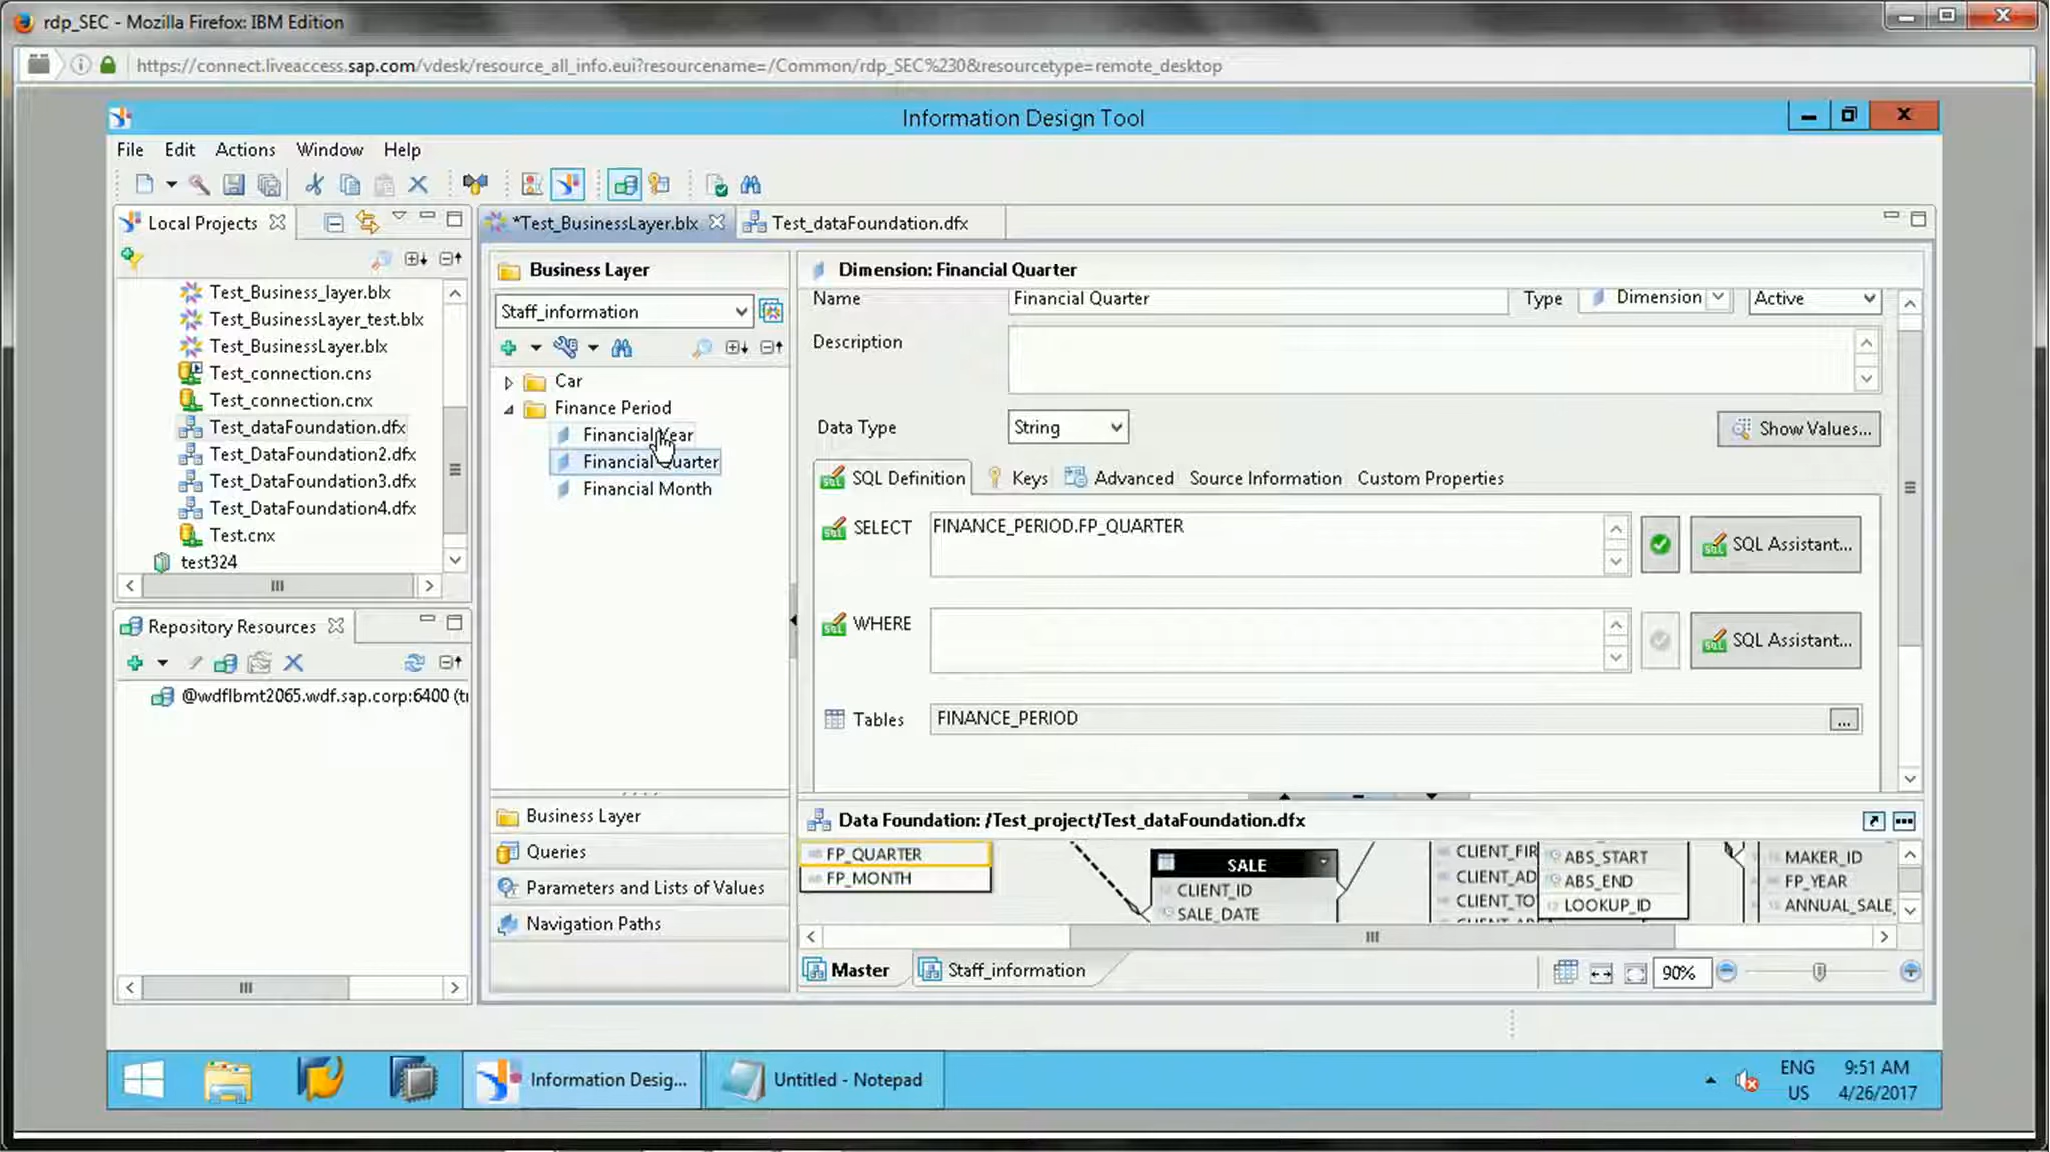 rdp_SEC - Mozilla Firefox: IBM Edition
https://connect.liveaccess.sap.com/vdesk/resource_all_info.eui?resourcename=/Common/rdp_SEC%230&resourcetype=remote_desktop
Information Design Tool
File Edit Actions Window Help
Local Projects
*Test_BusinessLayer.blx
Test_dataFoundation.dfx
Test_Business_layer.blx
Test_BusinessLayer_test.blx
Test_BusinessLayer.blx
Test_connection.cns
Test_connection.cnx
Test_dataFoundation.dfx
Test_DataFoundation2.dfx
Test_DataFoundation3.dfx
Test_DataFoundation4.dfx
Test.cnx
test324
Repository Resources
@wdflbmt2065.wdf.sap.corp:6400 (t
Business Layer
Staff_information
Car
Finance Period
Financial Year
Financial Quarter
Financial Month
Business Layer
Queries
Parameters and Lists of Values
Navigation Paths
Dimension: Financial Quarter
Name Financial Quarter Type Dimension Active
Description
Data Type String Show Values...
SQL Definition Keys Advanced Source Information Custom Properties
SELECT FINANCE_PERIOD.FP_QUARTER SQL Assistant...
WHERE SQL Assistant...
Tables FINANCE_PERIOD ...
Data Foundation: /Test_project/Test_dataFoundation.dfx
FP_QUARTER
FP_MONTH
SALE
CLIENT_ID
SALE_DATE
CLIENT_FIR
CLIENT_AD
CLIENT_TO
ABS_START
ABS_END
LOOKUP_ID
MAKER_ID
FP_YEAR
ANNUAL_SALE_
Master Staff_information 90%
Information Desig...
Untitled - Notepad
ENG
US
9:51 AM
4/26/2017